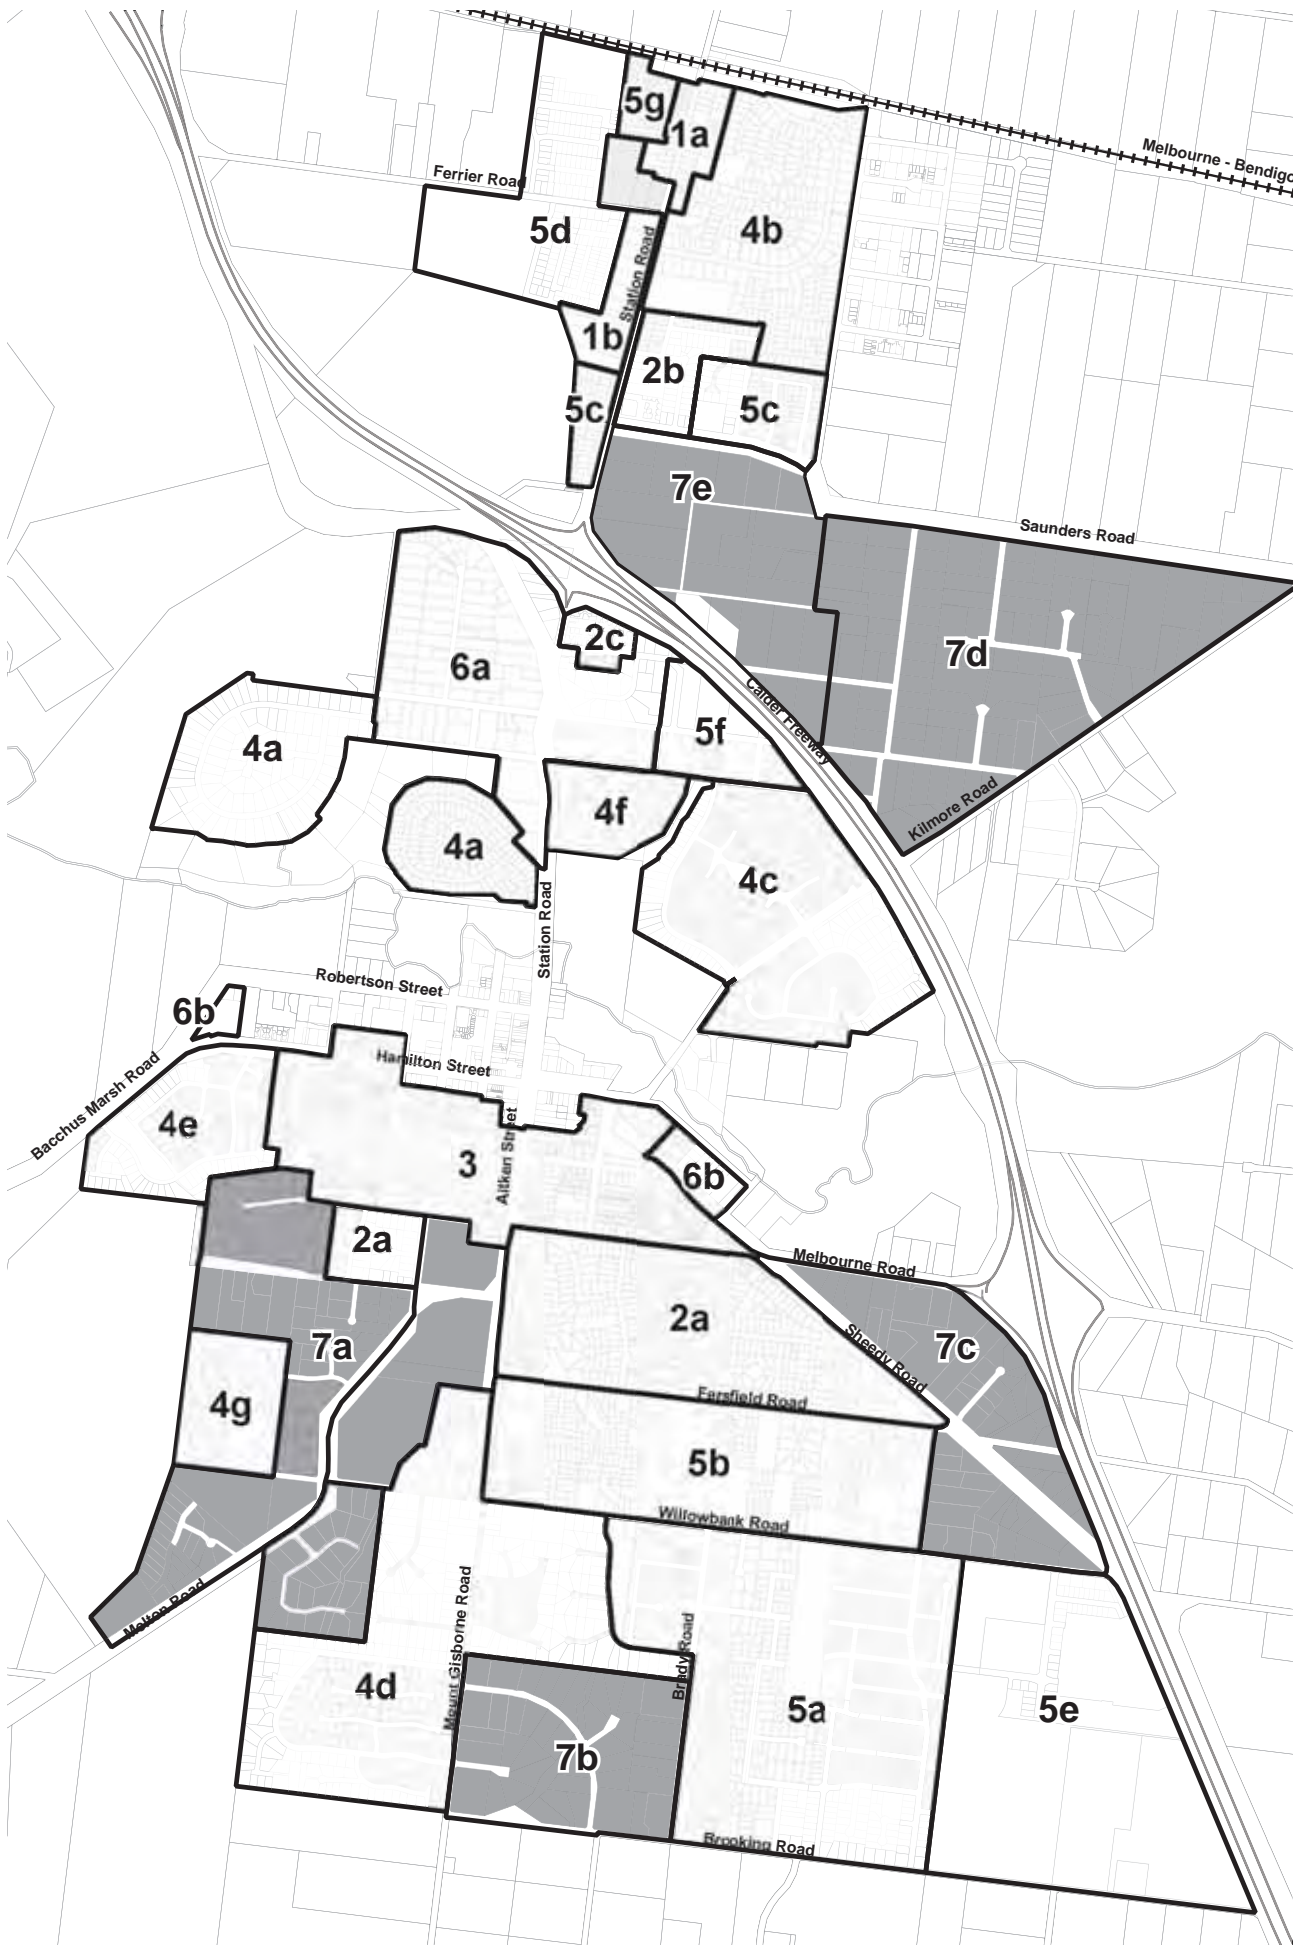 5g
1a
Melbourne - Bendigo
Ferrier Road
5d
4b
Station Road
1b
2b
5c
5c
7e
Saunders Road
2c
6a
7d
4a
5f
Calder Freeway
4f
Kilmore Road
4a
4c
Station Road
Robertson Street
6b
Hamilton Street
Bacchus Marsh Road
4e
Aitken Street
3
6b
2a
Melbourne Road
2a
7a
Sheedy Road
7c
Fersfield Road
4g
5b
Willowbank Road
Melton Road
Mount Gisborne Road
Brady Road
4d
5a
5e
7b
Brooking Road